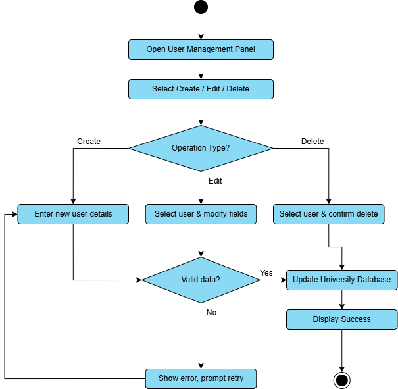 Open User Management Panel
Select Create / Edit / Delete
Operation Type?
Create
Delete
Edit
Enter new user details
Select user & modify fields
Select user & confirm delete
Valid data?
Yes
Update University Database
No
Display Success
Show error, prompt retry